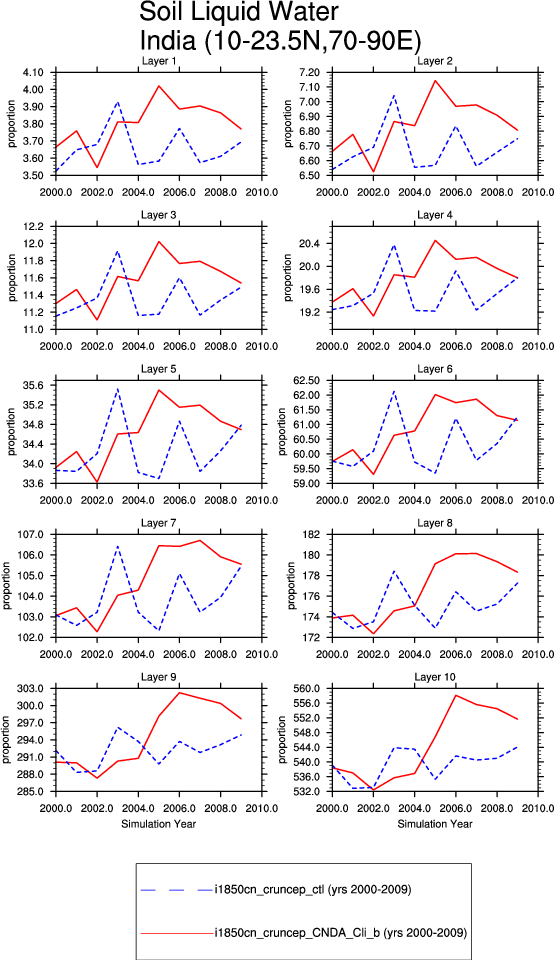 Soil Liquid Water
India (10-23.5N,70-90E)
Layer 1
Layer 2
4.10
4.00
3.90
3.80
3.70
3.60
3.50
proportion
2000.0 2002.0 2004.0 2006.0 2008.0 2010.0
7.20
7.10
7.00
6.90
6.80
6.70
6.60
6.50
proportion
2000.0 2002.0 2004.0 2006.0 2008.0 2010.0
Layer 3
Layer 4
12.2
12.0
11.8
11.6
11.4
11.2
11.0
proportion
2000.0 2002.0 2004.0 2006.0 2008.0 2010.0
20.4
20.0
19.6
19.2
proportion
2000.0 2002.0 2004.0 2006.0 2008.0 2010.0
Layer 5
Layer 6
35.6
35.2
34.8
34.4
34.0
33.6
proportion
2000.0 2002.0 2004.0 2006.0 2008.0 2010.0
62.50
62.00
61.50
61.00
60.50
60.00
59.50
59.00
proportion
2000.0 2002.0 2004.0 2006.0 2008.0 2010.0
Layer 7
Layer 8
107.0
106.0
105.0
104.0
103.0
102.0
proportion
2000.0 2002.0 2004.0 2006.0 2008.0 2010.0
182
180
178
176
174
172
proportion
2000.0 2002.0 2004.0 2006.0 2008.0 2010.0
Layer 9
Layer 10
303.0
300.0
297.0
294.0
291.0
288.0
285.0
proportion
2000.0 2002.0 2004.0 2006.0 2008.0 2010.0
Simulation Year
560.0
556.0
552.0
548.0
544.0
540.0
536.0
532.0
proportion
2000.0 2002.0 2004.0 2006.0 2008.0 2010.0
Simulation Year
i1850cn_cruncep_ctl (yrs 2000-2009)
i1850cn_cruncep_CNDA_Cli_b (yrs 2000-2009)